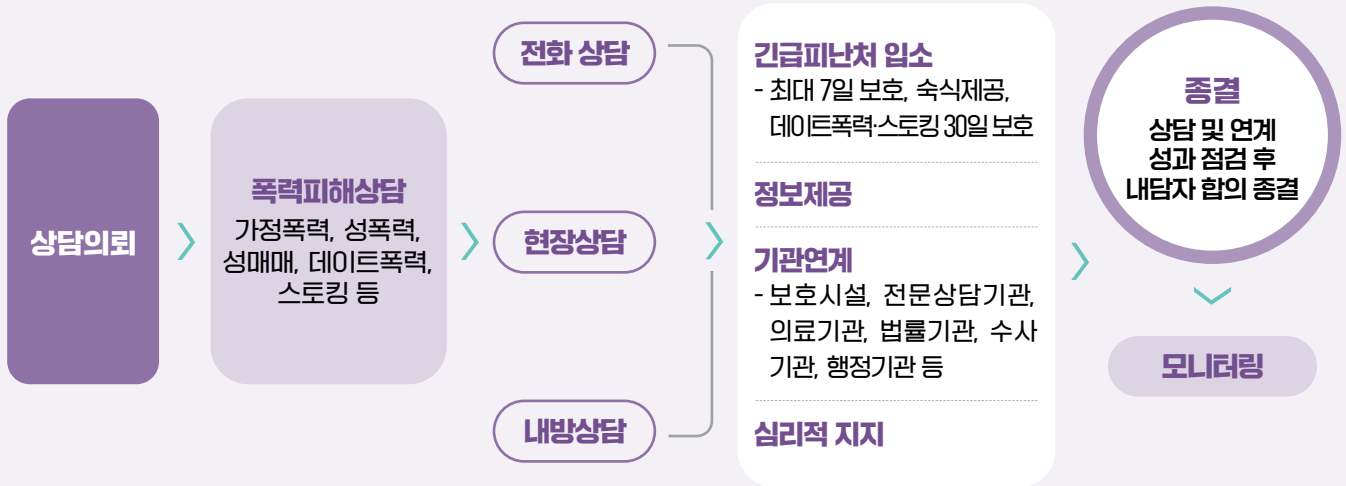 상담의뢰
폭력피해상담
가정폭력, 성폭력,
성매매, 데이트폭력,
스토킹 등
전화 상담
현장상담
내방상담
긴급피난처 입소
- 최대 7일 보호, 숙식제공,
데이트폭력·스토킹 30일 보호
정보제공
기관연계
- 보호시설, 전문상담기관,
의료기관, 법률기관, 수사
기관, 행정기관 등
심리적 지지
종결
상담 및 연계
성과 점검 후
내담자 합의 종결
모니터링